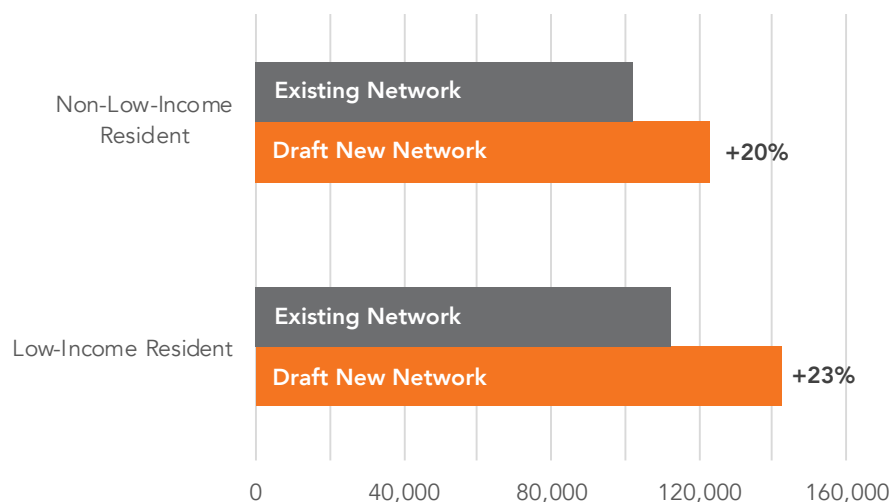 Non-Low-Income
Resident
Existing Network
Draft New Network
+20%
Low-Income Resident
Existing Network
Draft New Network
+23%
0 40,000 80,000 120,000 160,000